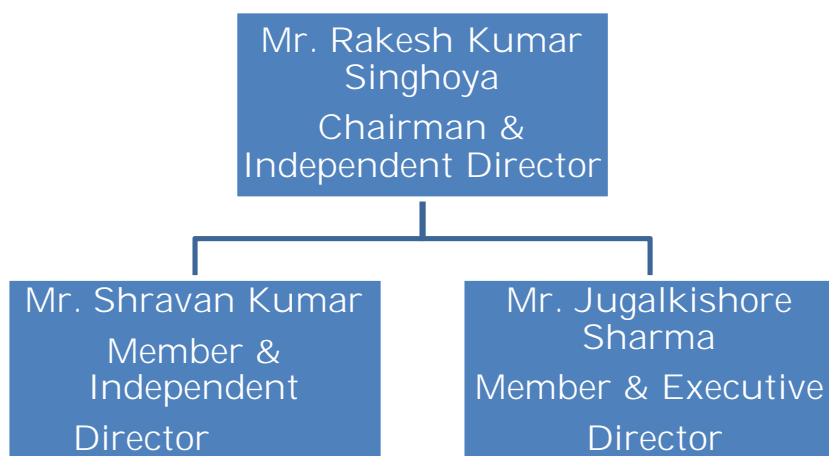 Mr. Rakesh Kumar
Singhoya
Chairman &
Independent Director
Mr. Shravan Kumar
Member &
Independent
Director
Mr. Jugalkishore
Sharma
Member & Executive
Director